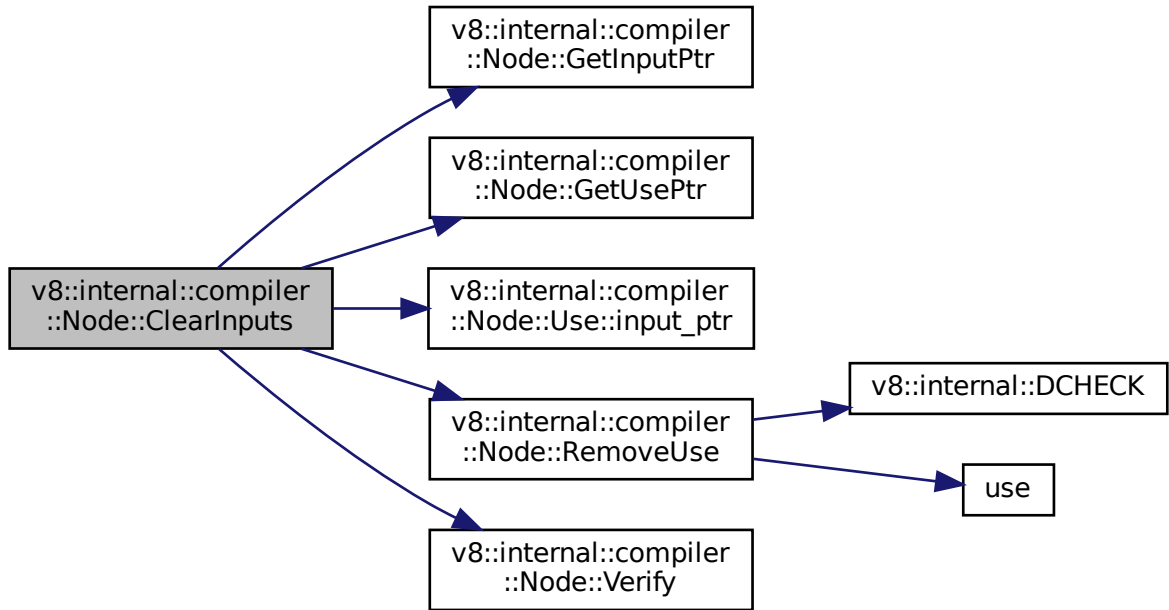 v8::internal::compiler
::Node::GetInputPtr
v8::internal::compiler
::Node::GetUsePtr
v8::internal::compiler
::Node::ClearInputs
v8::internal::compiler
::Node::Use::input_ptr
v8::internal::compiler
::Node::RemoveUse
v8::internal::DCHECK
use
v8::internal::compiler
::Node::Verify